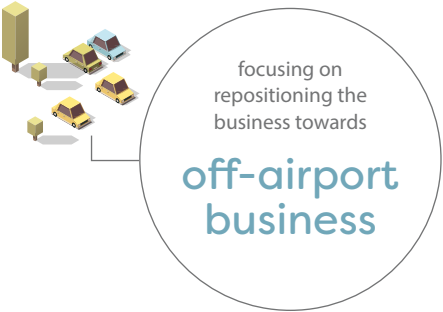 focusing on
repositioning the
business towards
off-airport
business